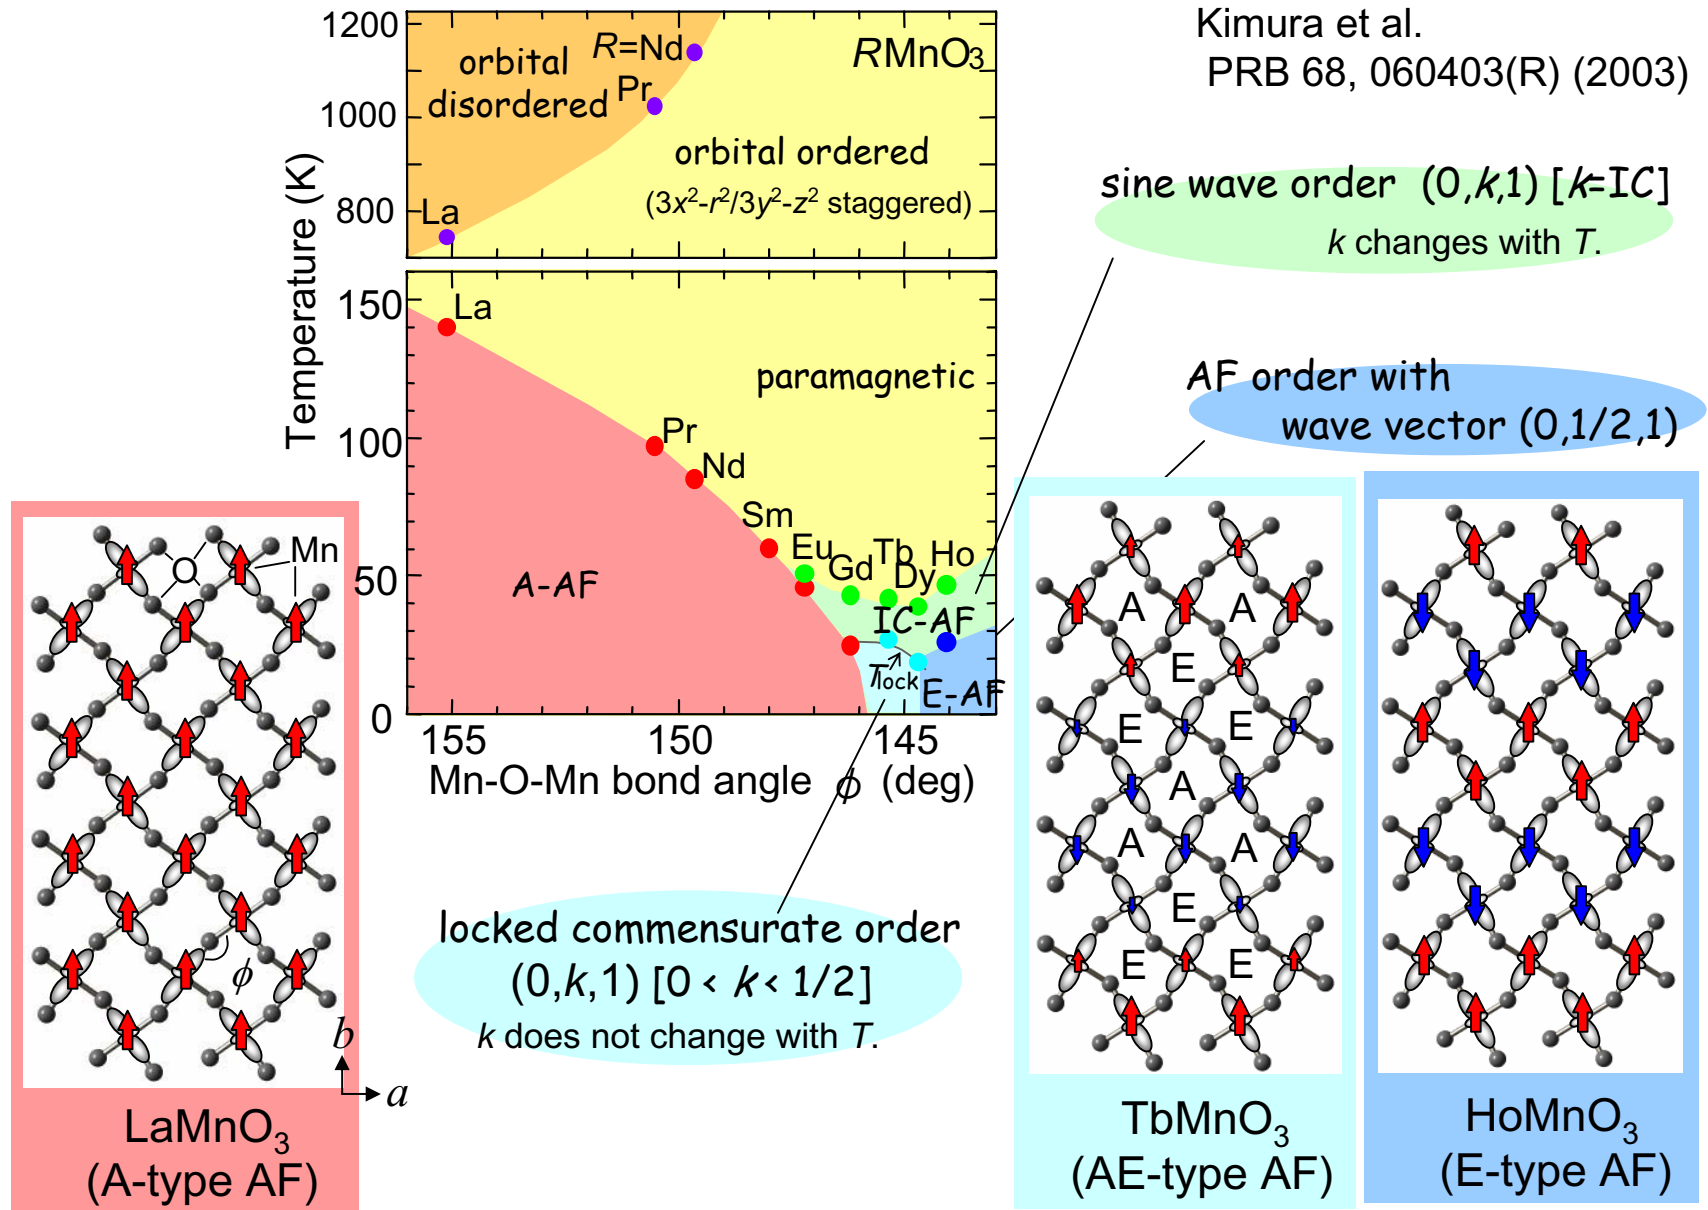 Kimura et al.
PRB 68, 060403(R) (2003)
1200
1000
800
Temperature (K)
orbital
disordered
R=Nd
Pr
La
RMnO3
orbital ordered
(3x²-r²/3y²-z² staggered)
sine wave order (0,k,1) [k=IC]
k changes with T.
AF order with
wave vector (0,1/2,1)
150
100
50
0
La
paramagnetic
Pr
Nd
Sm
Eu
Gd
Tb
Dy
Ho
A-AF
IC-AF
Tlock
E-AF
155
150
145
Mn-O-Mn bond angle ϕ (deg)
locked commensurate order
(0,k,1) [0 < k < 1/2]
k does not change with T.
O
Mn
ϕ
b
a
LaMnO₃
(A-type AF)
A A
E
E E
A
A A
E
E E
TbMnO₃
(AE-type AF)
HoMnO₃
(E-type AF)